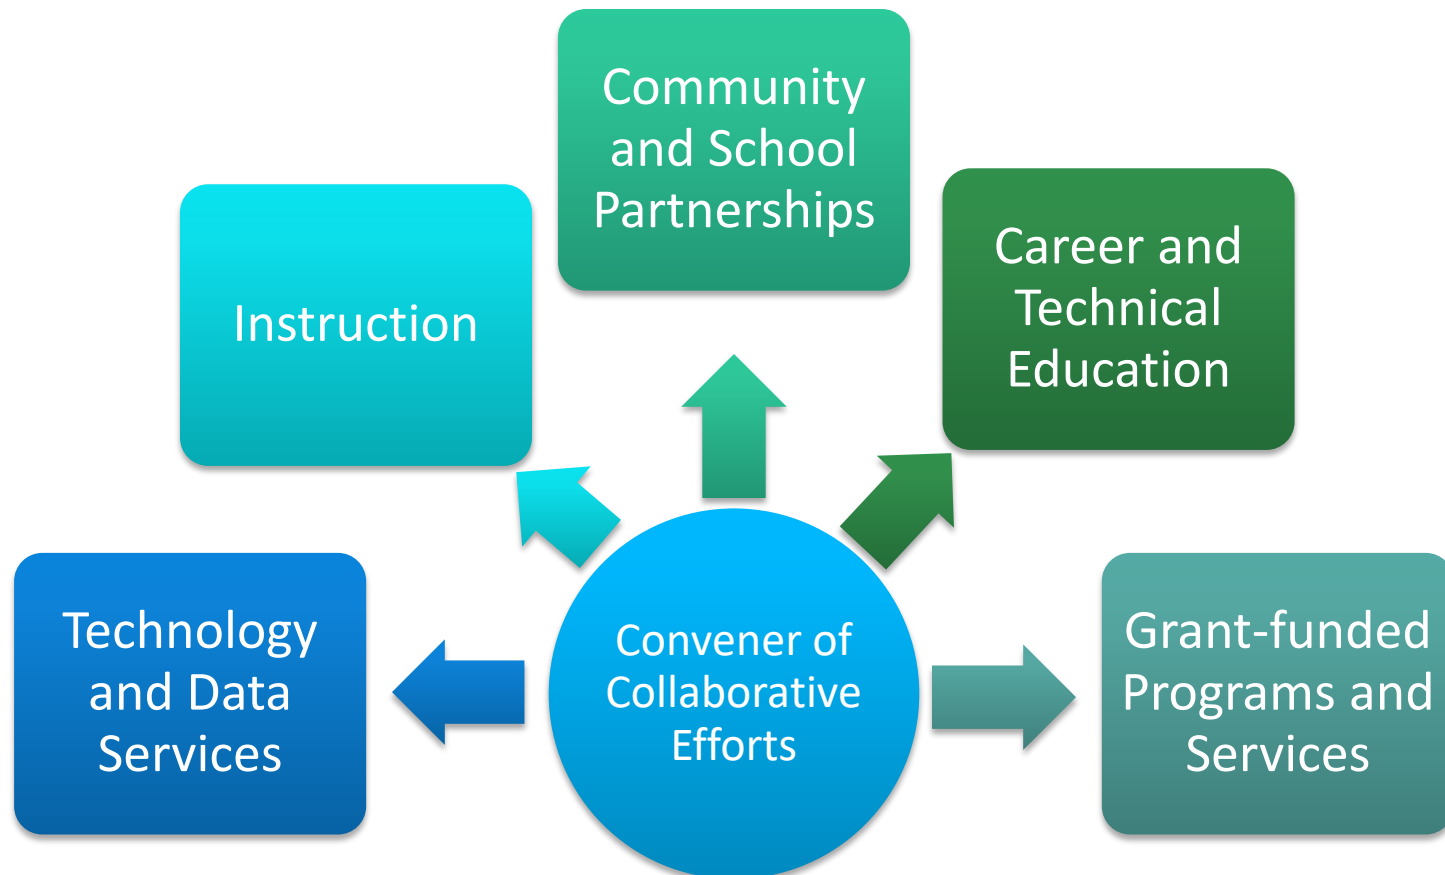 Community
and School
Partnerships
Instruction
Career and
Technical
Education
Technology
and Data
Services
Convener of
Collaborative
Efforts
Grant-funded
Programs and
Services